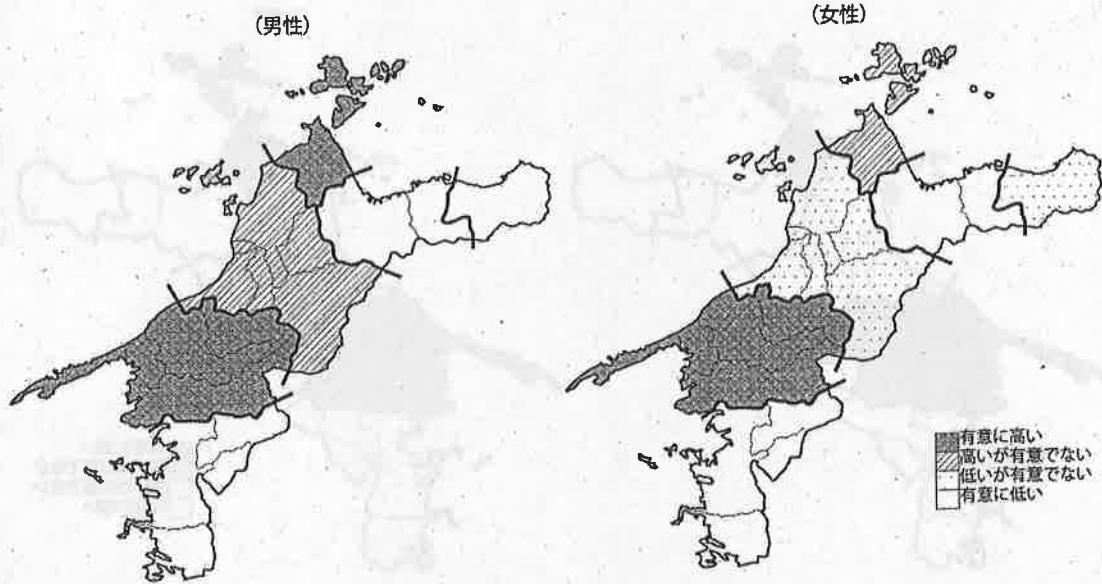 (男性)
(女性)
有意に高い
高いが有意でない
低いが有意でない
有意に低い